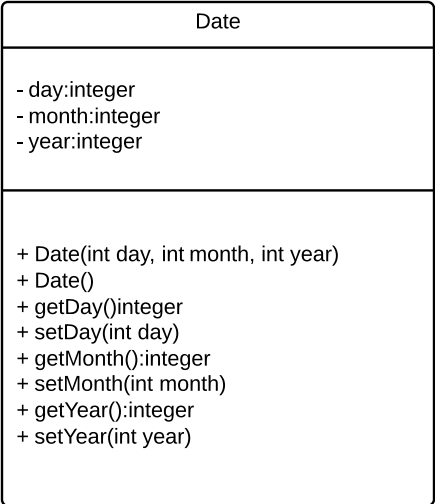 Date
- day:integer
- month:integer
- year:integer
+ Date(int day, int month, int year)
+ Date()
+ getDay()integer
+ setDay(int day)
+ getMonth():integer
+ setMonth(int month)
+ getYear():integer
+ setYear(int year)